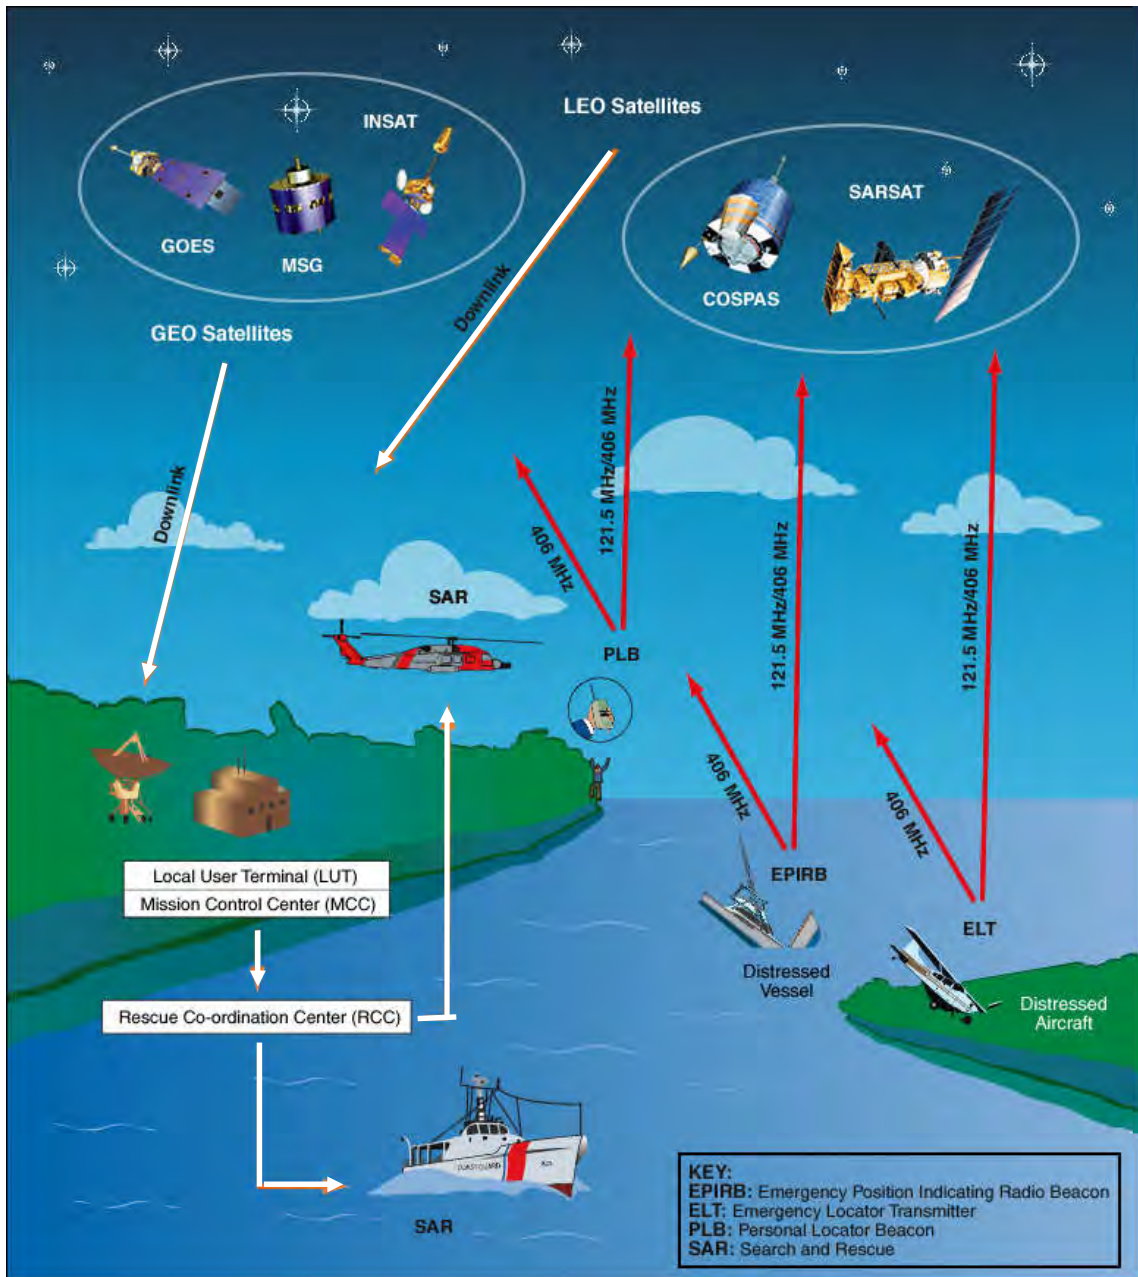 INSAT
LEO Satellites
SARSAT
GOES
MSG
COSPAS
GEO Satellites
Downlink
Downlink
121.5 MHz/406 MHz
406 MHz
121.5 MHz/406 MHz
121.5 MHz/406 MHz
SAR
PLB
406 MHz
406 MHz
EPIRB
Local User Terminal (LUT)
Mission Control Center (MCC)
ELT
Distressed
Vessel
Distressed
Aircraft
Rescue Co-ordination Center (RCC)
COAST GUARD
SAR
KEY:
EPIRB: Emergency Position Indicating Radio Beacon
ELT: Emergency Locator Transmitter
PLB: Personal Locator Beacon
SAR: Search and Rescue